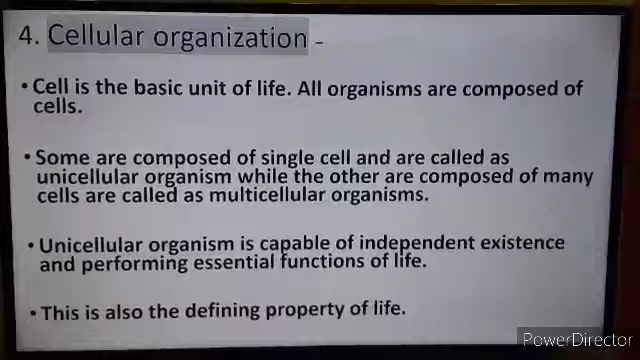 4. Cellular organization -
• Cell is the basic unit of life. All organisms are composed of
cells.
• Some are composed of single cell and are called as
unicellular organism while the other are composed of many
cells are called as multicellular organisms.
• Unicellular organism is capable of independent existence
and performing essential functions of life.
• This is also the defining property of life.
PowerDirector